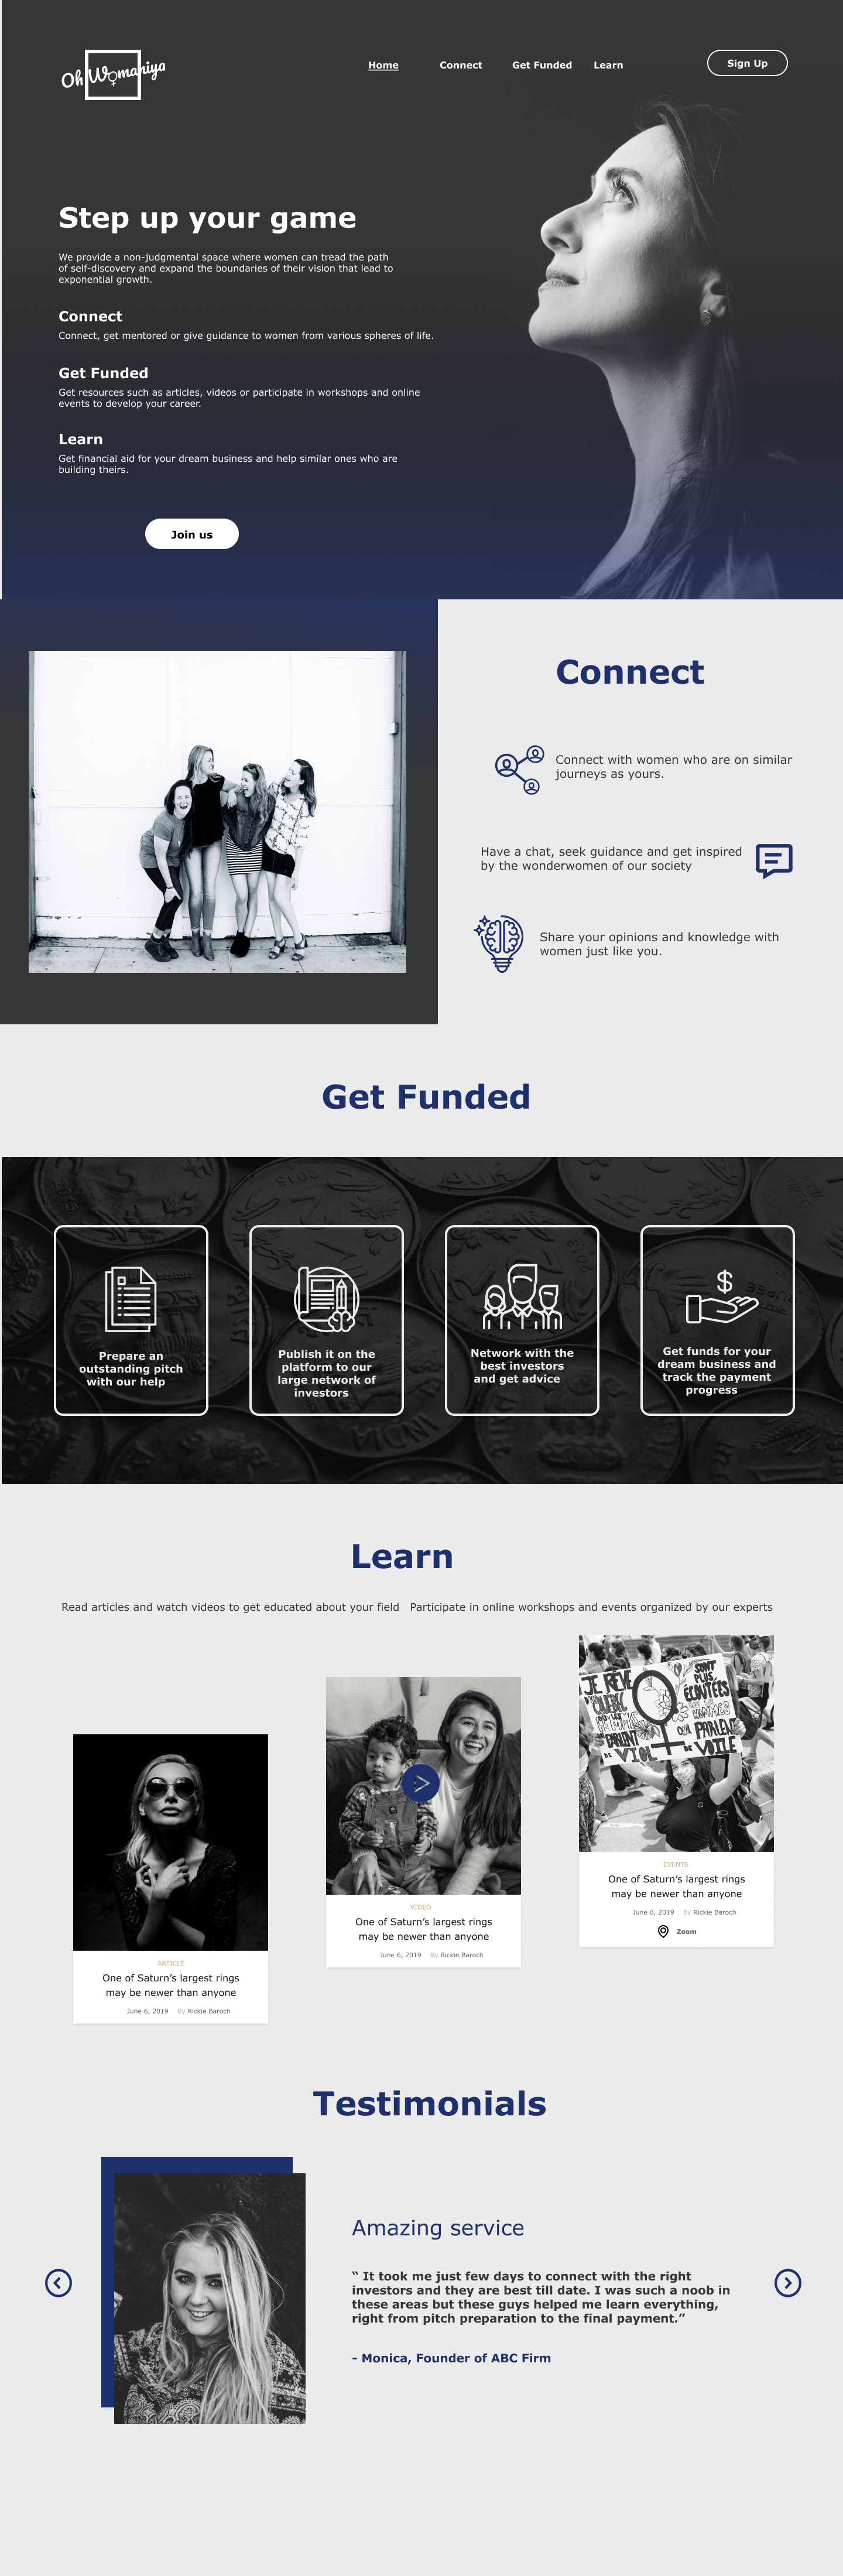 Oh Womaniya
Home
Connect
Get Funded
Learn
Sign Up
Step up your game
We provide a non-judgmental space where women can tread the path
of self-discovery and expand the boundaries of their vision that lead to
exponential growth.
Connect
Connect, get mentored or give guidance to women from various spheres of life.
Get Funded
Get resources such as articles, videos or participate in workshops and online
events to develop your career.
Learn
Get financial aid for your dream business and help similar ones who are
building theirs.
Join us
Connect
Connect with women who are on similar
journeys as yours.
Have a chat, seek guidance and get inspired
by the wonderwomen of our society
Share your opinions and knowledge with
women just like you.
Get Funded
Prepare an
outstanding pitch
with our help
Publish it on the
platform to our
large network of
investors
Network with the
best investors
and get advice
$
Get funds for your
dream business and
track the payment
progress
Learn
Read articles and watch videos to get educated about your field
Participate in online workshops and events organized by our experts
ARTICLE
One of Saturn’s largest rings
may be newer than anyone
June 6, 2019 By Rickie Baroch
VIDEO
One of Saturn’s largest rings
may be newer than anyone
June 6, 2019 By Rickie Baroch
JE RÊVE
SONT
PLUS
ÉCOUTÉES
PARLENT
DE VIOL
DE VOILE
EVENTS
One of Saturn’s largest rings
may be newer than anyone
June 6, 2019 By Rickie Baroch
Zoom
Testimonials
Amazing service
“ It took me just few days to connect with the right
investors and they are best till date. I was such a noob in
these areas but these guys helped me learn everything,
right from pitch preparation to the final payment.”
- Monica, Founder of ABC Firm